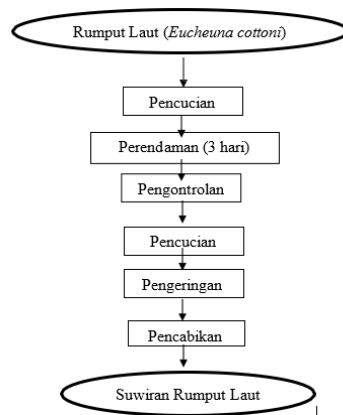 Rumput Laut (Eucheuna cottoni)
Pencucian
Perendaman (3 hari)
Pengontrolan
Pencucian
Pengeringan
Pencabikan
Suwiran Rumput Laut